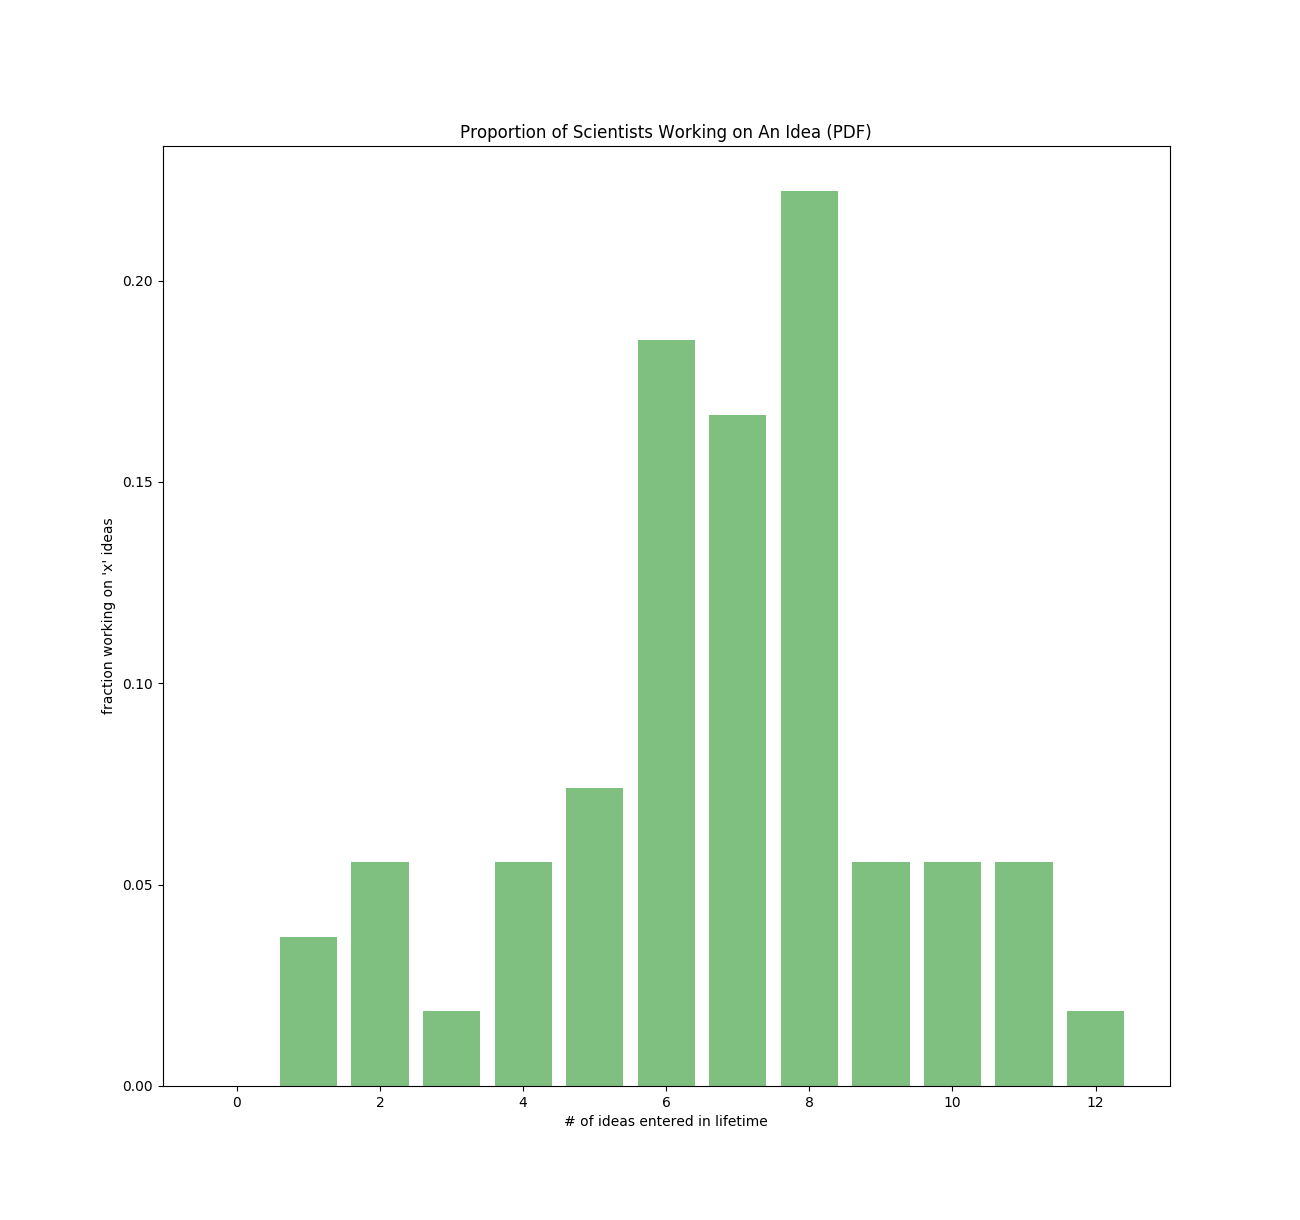 Proportion of Scientists Working on An Idea (PDF)
0.20
0.15
0.10
0.05
0.00
fraction working on 'x' ideas
0 2 4 6 8 10 12
# of ideas entered in lifetime